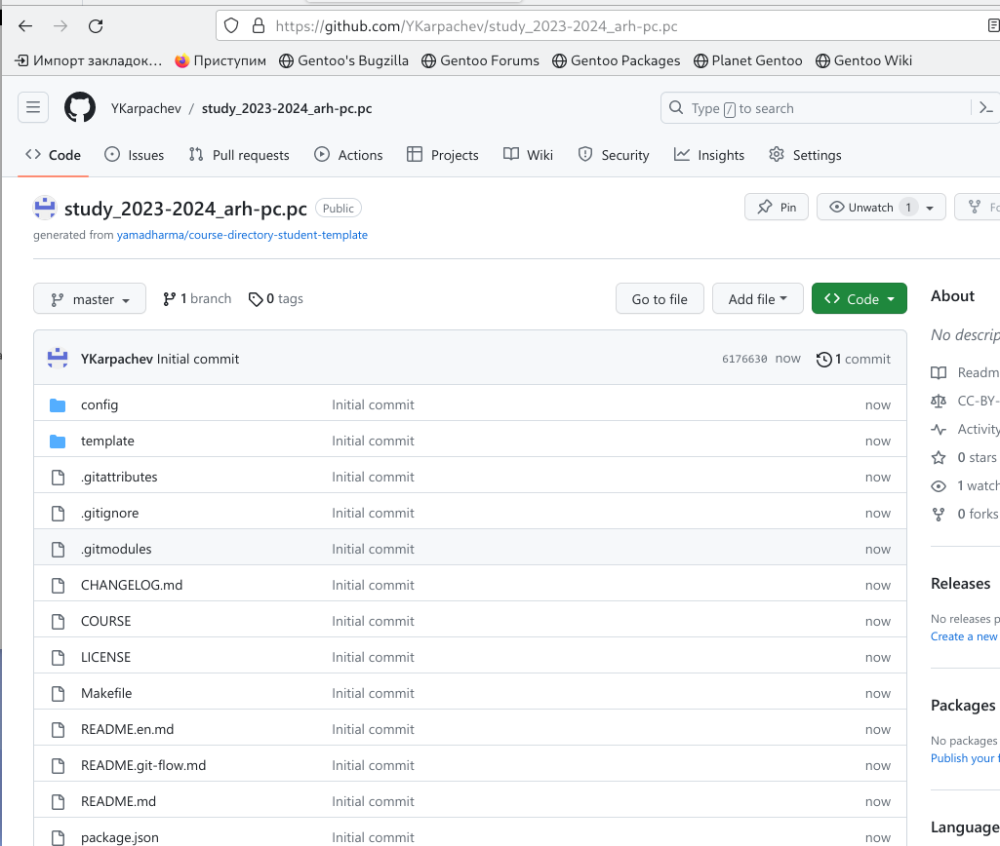 https://github.com/YKarpachev/study_2023-2024_arh-pc.pc
Импорт закладок… Приступим Gentoo's Bugzilla Gentoo Forums Gentoo Packages Planet Gentoo Gentoo Wiki
YKarpachev / study_2023-2024_arh-pc.pc Type / to search
Code Issues Pull requests Actions Projects Wiki Security Insights Settings
study_2023-2024_arh-pc.pc Public Pin Unwatch 1 Fo
generated from yamadharma/course-directory-student-template
master 1 branch 0 tags Go to file Add file Code About
No descrip
YKarpachev Initial commit 6176630 now 1 commit
Readm
config Initial commit now CC-BY-
template Initial commit now Activity
0 stars
.gitattributes Initial commit now 1 watch
.gitignore Initial commit now 0 forks
.gitmodules Initial commit now
CHANGELOG.md Initial commit now Releases
COURSE Initial commit now No releases p
Create a new
LICENSE Initial commit now
Makefile Initial commit now Packages
README.en.md Initial commit now No packages
Publish your f
README.git-flow.md Initial commit now
README.md Initial commit now
package.json Initial commit now Language